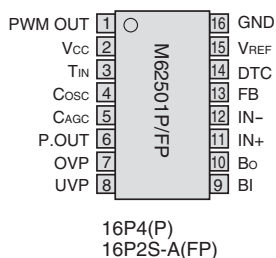 PWM OUT 1 16 GND
VCC 2 15 VREF
TIN 3 14 DTC
COSC 4 13 FB
CAGC 5 12 IN−
P.OUT 6 11 IN+
OVP 7 10 BO
UVP 8 9 BI
M62501P/FP
16P4(P)
16P2S-A(FP)